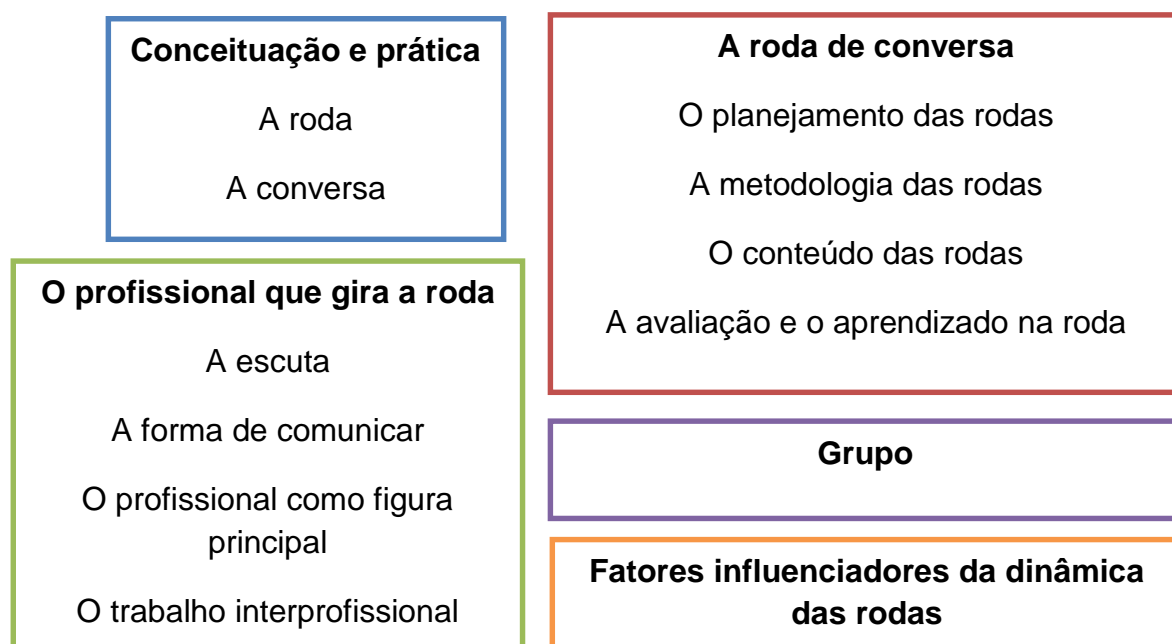 Conceituação e prática
A roda
A conversa
A roda de conversa
O planejamento das rodas
A metodologia das rodas
O conteúdo das rodas
A avaliação e o aprendizado na roda
O profissional que gira a roda
A escuta
A forma de comunicar
O profissional como figura
principal
O trabalho interprofissional
Grupo
Fatores influenciadores da dinâmica
das rodas